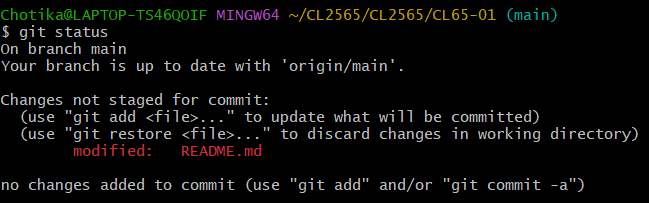 Chotika@LAPTOP-TS46QOIF MINGW64 ~/CL2565/CL2565/CL65-01 (main)
$ git status
On branch main
Your branch is up to date with 'origin/main'.
Changes not staged for commit:
(use "git add <file>..." to update what will be committed)
(use "git restore <file>..." to discard changes in working directory)
modified: README.md
no changes added to commit (use "git add" and/or "git commit -a")